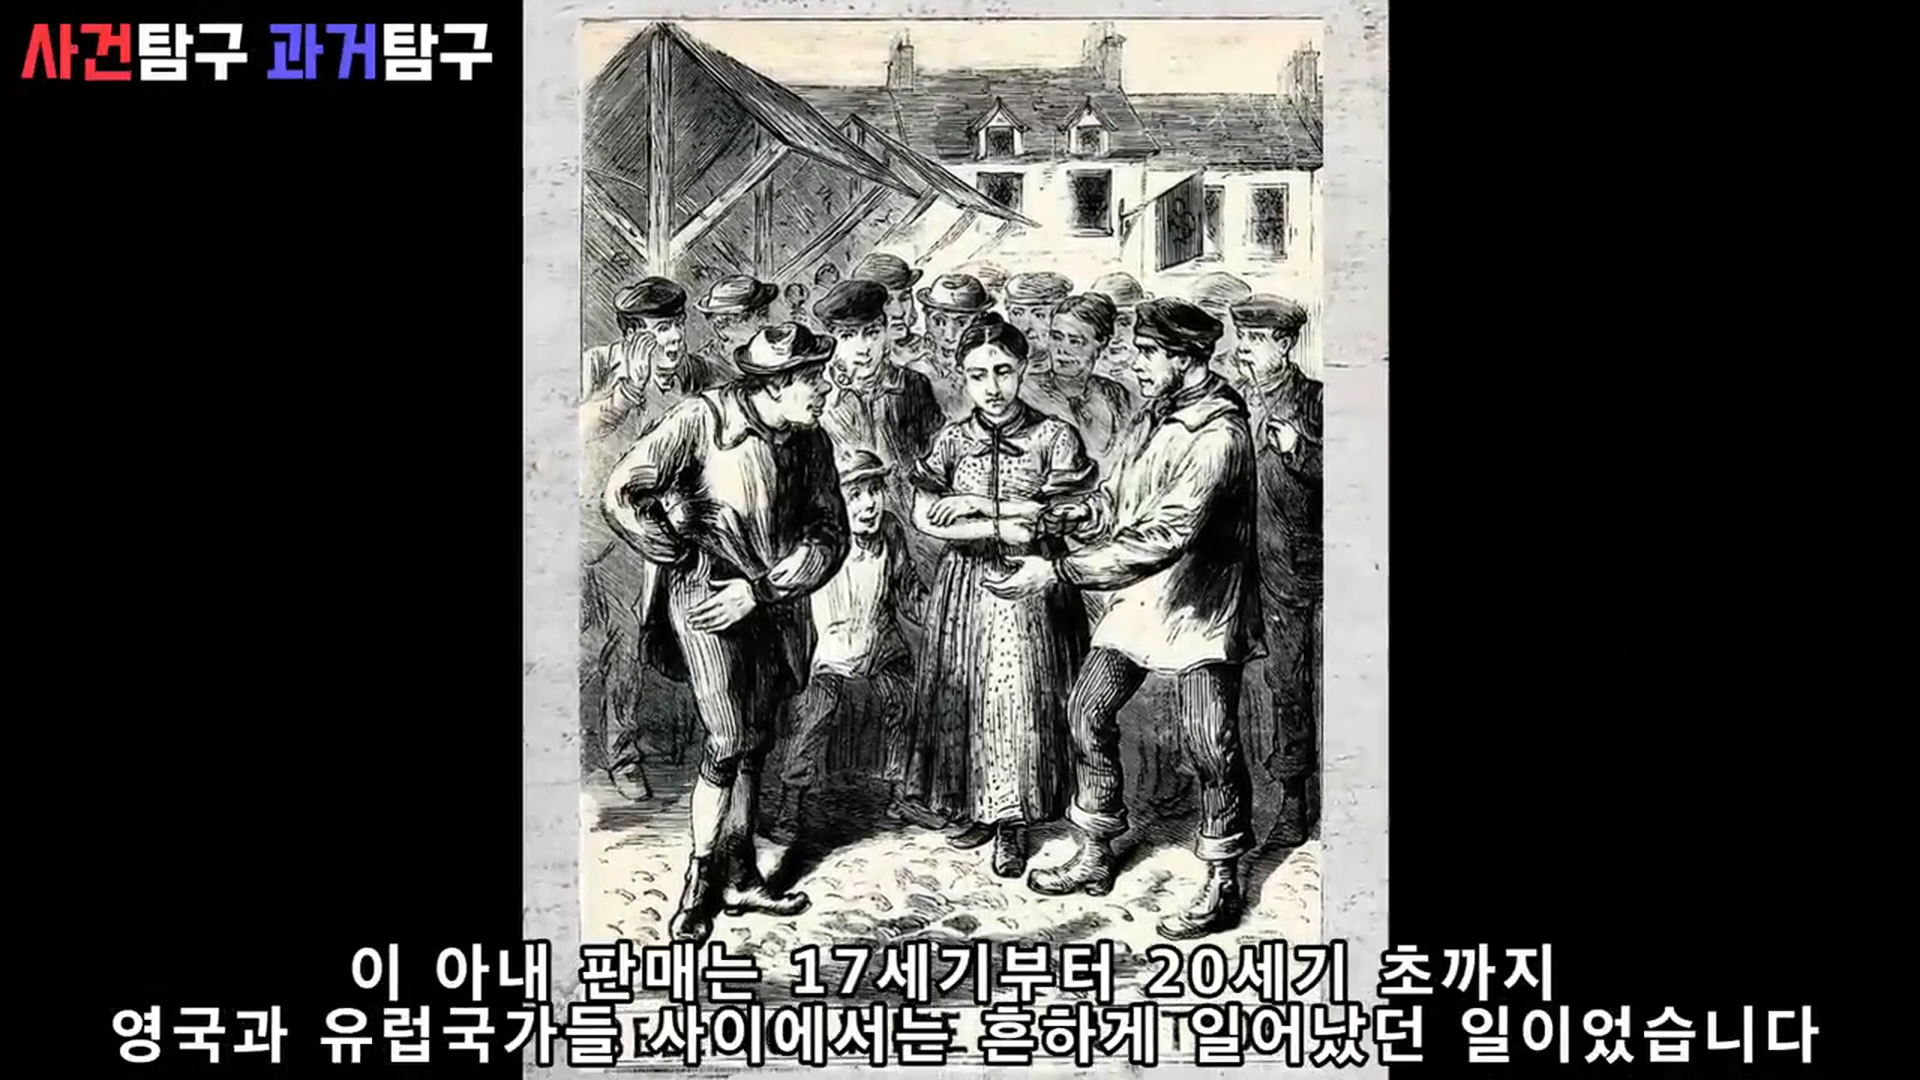 사건탐구 과거탐구
이 아내 판매는 17세기부터 20세기 초까지
영국과 유럽국가들 사이에서는 흔하게 일어났던 일이었습니다